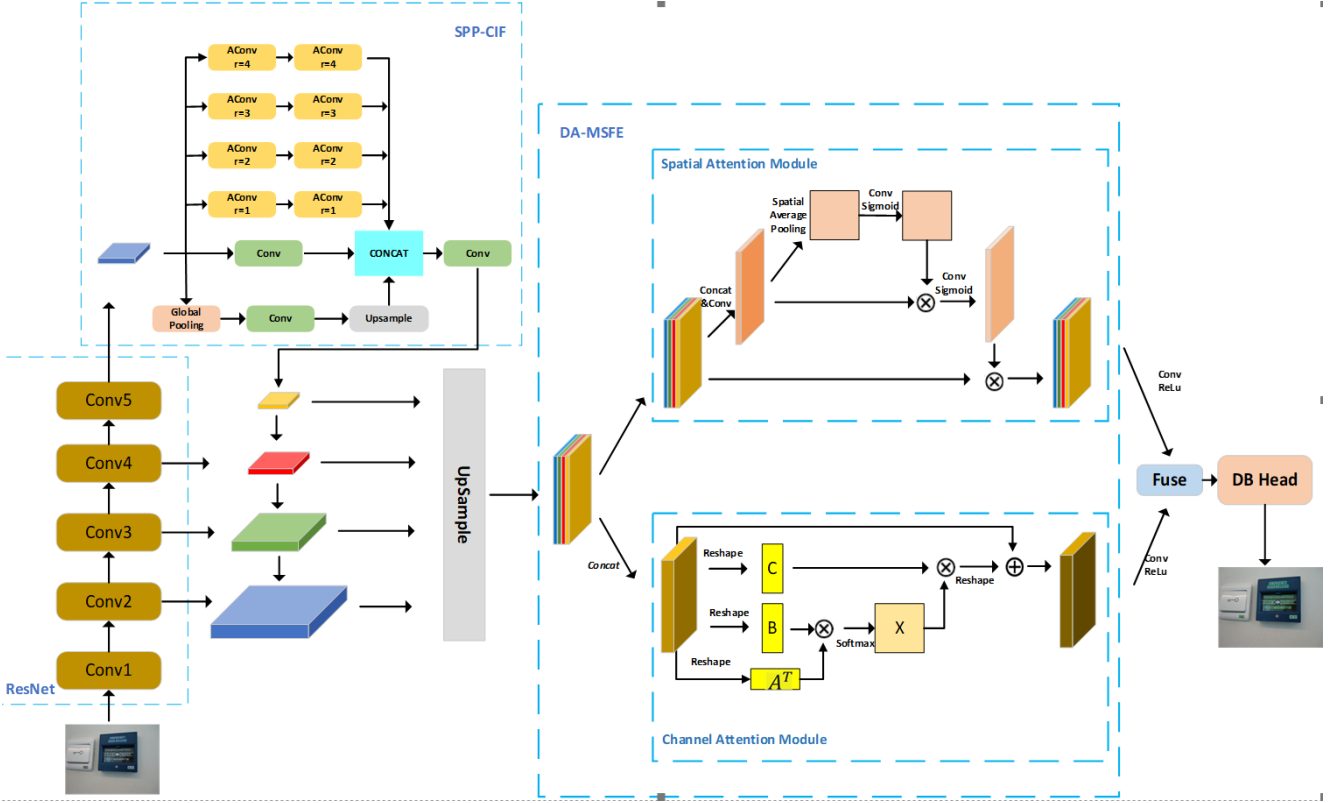 SPP-CIF
AConv
r=4
AConv
r=4
AConv
r=3
AConv
r=3
AConv
r=2
AConv
r=2
AConv
r=1
AConv
r=1
Conv
CONCAT
Conv
Global
Pooling
Conv
Upsample
Conv5
Conv4
Conv3
Conv2
Conv1
ResNet
UpSample
DA-MSFE
Spatial Attention Module
Spatial
Average
Pooling
Conv
Sigmoid
Concat
&Conv
Conv
Sigmoid
Concat
Reshape
C
Reshape
B
Reshape
A^T
Softmax
X
Reshape
Channel Attention Module
Conv
ReLu
Conv
ReLu
Fuse
DB Head